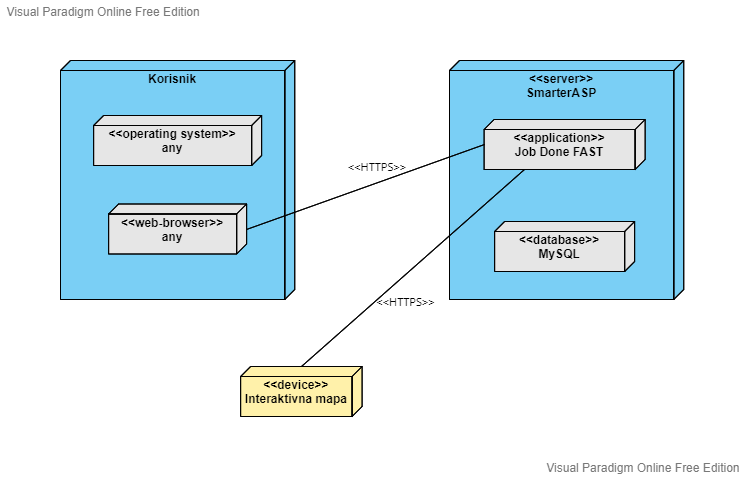 Visual Paradigm Online Free Edition
Korisnik
<<operating system>>
any
<<web-browser>>
any
<<HTTPS>>
<<server>>
SmarterASP
<<application>>
Job Done FAST
<<database>>
MySQL
<<HTTPS>>
<<device>>
Interaktivna mapa
Visual Paradigm Online Free Edition